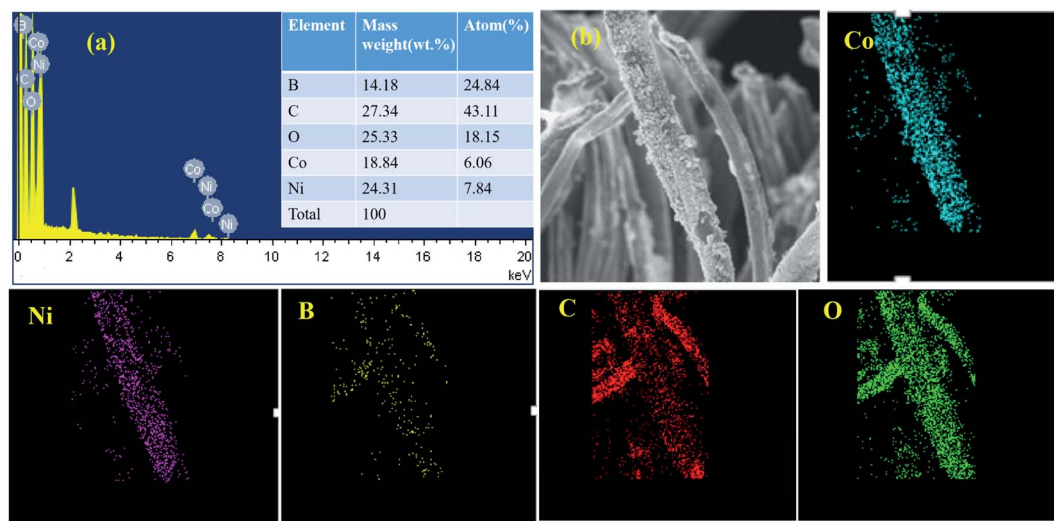 (a)
B
Co
Ni
C
O
Co
Ni
Co
Ni
0 2 4 6 8 10 12 14 16 18 20
keV
Element Mass weight(wt.%) Atom(%)
B 14.18 24.84
C 27.34 43.11
O 25.33 18.15
Co 18.84 6.06
Ni 24.31 7.84
Total 100
(b)
Co
Ni
B
C
O